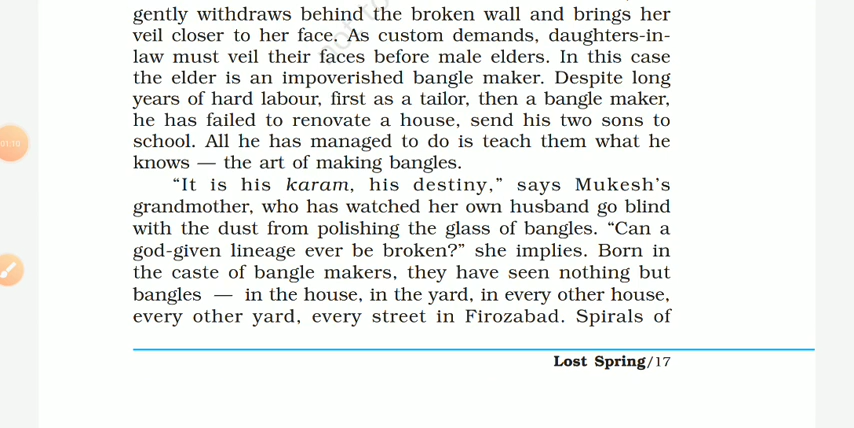 gently withdraws behind the broken wall and brings her
veil closer to her face. As custom demands, daughters-in-
law must veil their faces before male elders. In this case
the elder is an impoverished bangle maker. Despite long
years of hard labour, first as a tailor, then a bangle maker,
he has failed to renovate a house, send his two sons to
school. All he has managed to do is teach them what he
knows — the art of making bangles.
“It is his karam, his destiny,” says Mukesh’s
grandmother, who has watched her own husband go blind
with the dust from polishing the glass of bangles. “Can a
god-given lineage ever be broken?” she implies. Born in
the caste of bangle makers, they have seen nothing but
bangles — in the house, in the yard, in every other house,
every other yard, every street in Firozabad. Spirals of
Lost Spring/17